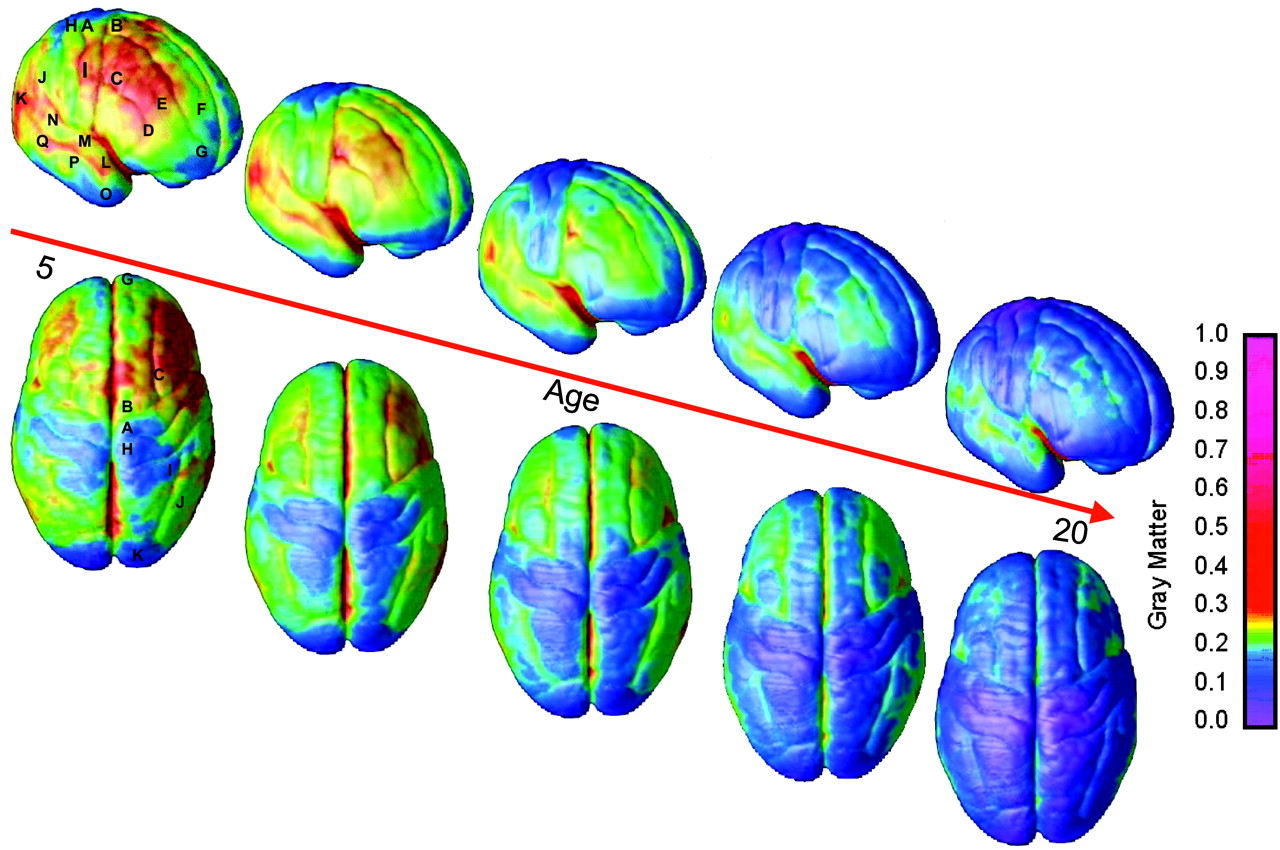 H A B
I C
J
K E F
N D
Q M G
P L
O
5
G
C
B
A
H
I
J
K
Age
20
Gray Matter
1.0
0.9
0.8
0.7
0.6
0.5
0.4
0.3
0.2
0.1
0.0